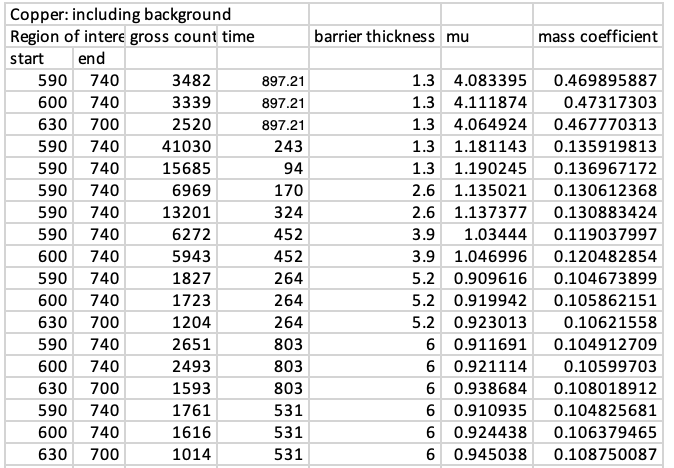 Copper: including background
Region of intere gross count time barrier thickness mu mass coefficient
start end
590 740 3482 897.21 1.3 4.083395 0.469895887
600 740 3339 897.21 1.3 4.111874 0.47317303
630 700 2520 897.21 1.3 4.064924 0.467770313
590 740 41030 243 1.3 1.181143 0.135919813
590 740 15685 94 1.3 1.190245 0.136967172
590 740 6969 170 2.6 1.135021 0.130612368
590 740 13201 324 2.6 1.137377 0.130883424
590 740 6272 452 3.9 1.03444 0.119037997
600 740 5943 452 3.9 1.046996 0.120482854
590 740 1827 264 5.2 0.909616 0.104673899
600 740 1723 264 5.2 0.919942 0.105862151
630 700 1204 264 5.2 0.923013 0.10621558
590 740 2651 803 6 0.911691 0.104912709
600 740 2493 803 6 0.921114 0.10599703
630 700 1593 803 6 0.938684 0.108018912
590 740 1761 531 6 0.910935 0.104825681
600 740 1616 531 6 0.924438 0.106379465
630 700 1014 531 6 0.945038 0.108750087